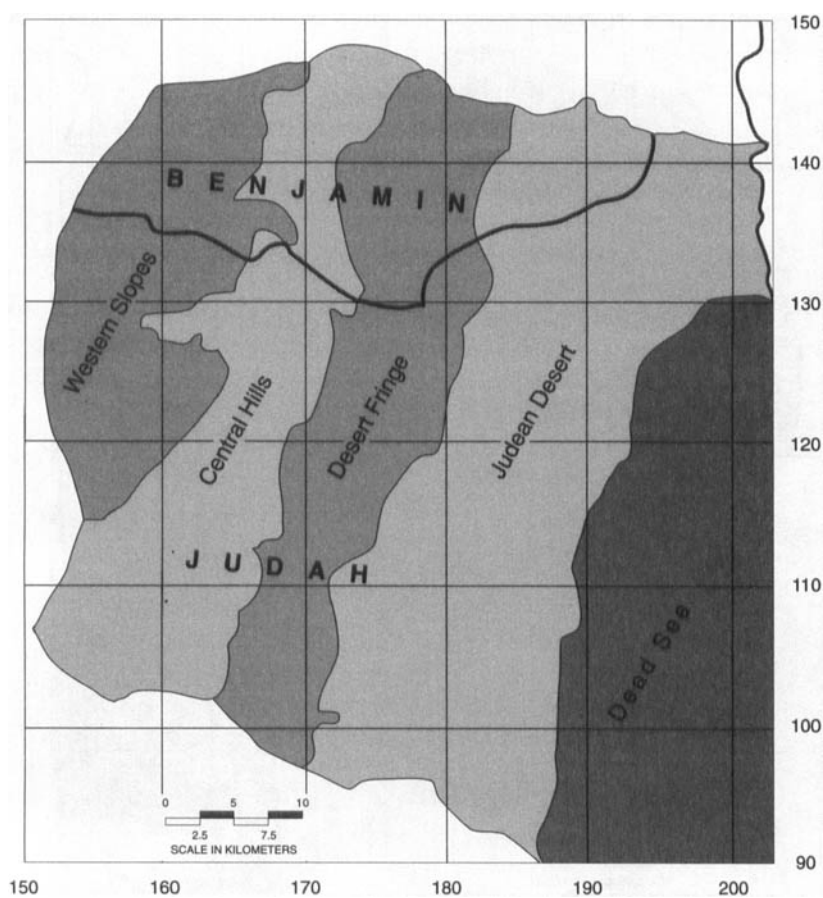 150
140
BENJAMIN
130
Western Slopes
Central Hills
Desert Fringe
Judean Desert
120
JUDAH
110
Dead See
100
0 5 10
2.5 7.5
SCALE IN KILOMETERS
90
150 160 170 180 190 200